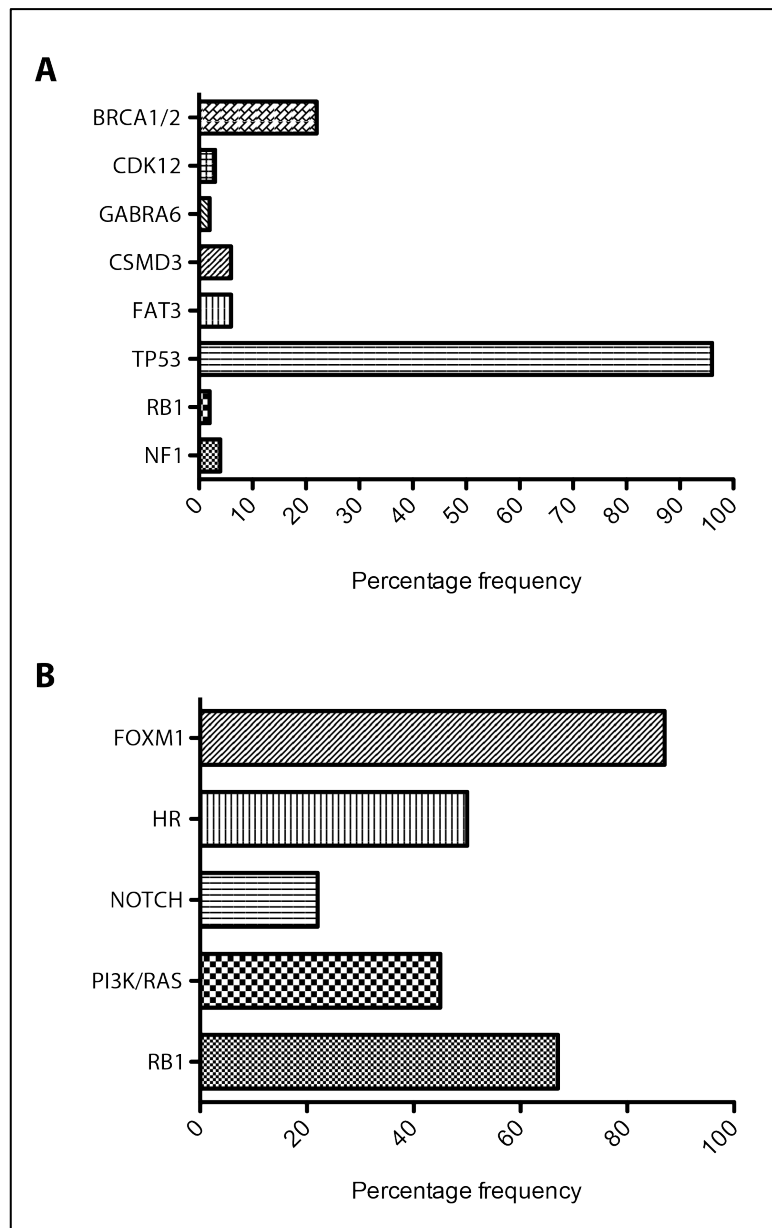 A
BRCA1/2
CDK12
GABRA6
CSMD3
FAT3
TP53
RB1
NF1
0 10 20 30 40 50 60 70 80 90 100
Percentage frequency
B
FOXM1
HR
NOTCH
PI3K/RAS
RB1
0 20 40 60 80 100
Percentage frequency